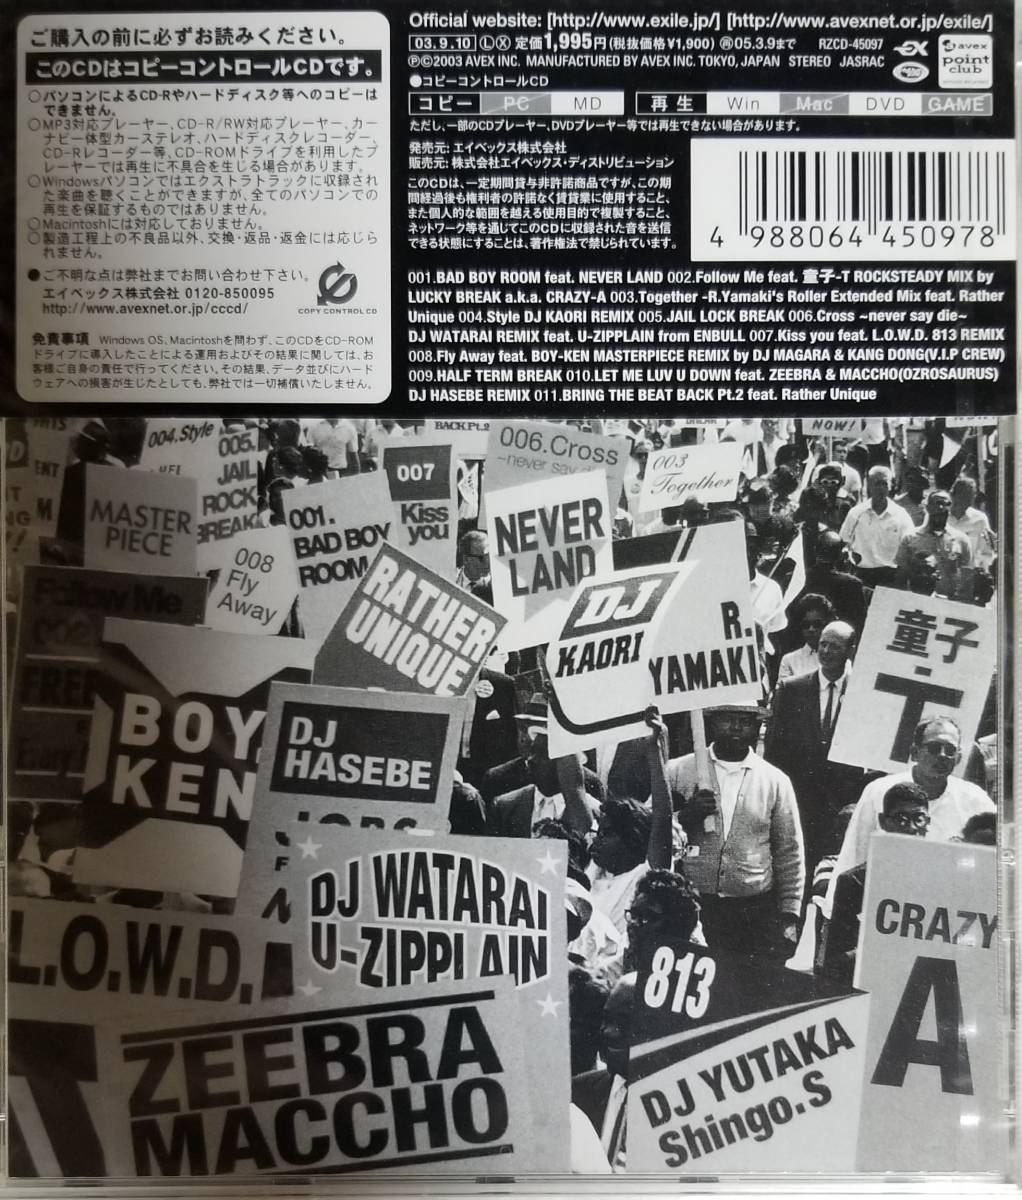 ご購入の前に必ずお読みください。
このCDはコピーコントロールCDです。
○パソコンによるCD-Rやハードディスク等へのコピーは
できません。
○MP3対応プレーヤー、CD-R/RW対応プレーヤー、カー
ナビ一体型カーステレオ、ハードディスクレコーダー、
CD-Rレコーダー等、CD-ROMドライブを利用したプ
レーヤーでは再生に不具合を生じる場合があります。
○Windowsパソコンではエクストラトラックに収録され
た楽曲を聴くことができますが、全てのパソコンでの
再生を保証するものではありません。
○Macintoshには対応しておりません。
○製造工程上の不良品以外、交換・返品・返金には応じら
れません。
●ご不明な点は弊社までお問い合わせ下さい。
エイベックス株式会社 0120-850095
http://www.avexnet.or.jp/cccd/
COPY CONTROL CD
免責事項 Windows OS、Macintoshを問わず、このCDをCD-ROM
ドライブに導入したことによる運用およびその結果に関しては、お
客様ご自身の責任で行ってください。その結果、データ並びにハード
ウェアへの損害が生じたとしても、弊社では一切補償いたしません。
Official website: [http://www.exile.jp/] [http://www.avexnet.or.jp/exile/]
03.9.10 Ⓛ Ⓧ 定価1,995円(税抜価格¥1,900) ㋰05.3.9まで RZCD-45097
Ⓟ©2003 AVEX INC. MANUFACTURED BY AVEX INC. TOKYO, JAPAN STEREO JASRAC
avex
point
club
●コピーコントロールCD
コピー PC MD 再生 Win Mac DVD GAME
ただし、一部のCDプレーヤー、DVDプレーヤー等では再生できない場合があります。
発売元: エイベックス株式会社
販売元: 株式会社エイベックス・ディストリビューション
このCDは、一定期間貸与非許諾商品ですが、この期
間経過後も権利者の許諾なく賃貸業に使用すること、
また個人的な範囲を越える使用目的で複製すること、
ネットワーク等を通じてこのCDに収録された音を送信
できる状態にすることは、著作権法で禁じられています。
4 988064 450978
001.BAD BOY ROOM feat. NEVER LAND 002.Follow Me feat. 童子-T ROCKSTEADY MIX by
LUCKY BREAK a.k.a. CRAZY-A 003.Together -R.Yamaki's Roller Extended Mix feat. Rather
Unique 004.Style DJ KAORI REMIX 005.JAIL LOCK BREAK 006.Cross ~never say die~
DJ WATARAI REMIX feat. U-ZIPPLAIN from ENBULL 007.Kiss you feat. L.O.W.D. 813 REMIX
008.Fly Away feat. BOY-KEN MASTERPIECE REMIX by DJ MAGARA & KANG DONG(V.I.P CREW)
009.HALF TERM BREAK 010.LET ME LUV U DOWN feat. ZEEBRA & MACCHO(OZROSAURUS)
DJ HASEBE REMIX 011.BRING THE BEAT BACK Pt.2 feat. Rather Unique
004.Style
005.
JAIL
ROCK
BREAK
BACK Pt.2
006.Cross
~never say di
NOW!
003
Together
007
Kiss
you
MASTER
PIECE
001.
BAD BOY
ROOM
NEVER
LAND
008
Fly
Away
Follow Me
RATHER
UNIQUE
DJ
KAORI
R.
YAMAKI
童子
-
T
BOY
KEN
DJ
HASEBE
JOBS
DJ WATARAI
U-ZIPPLAIN
L.O.W.D.
813
CRAZY
A
ZEEBRA
MACCHO
DJ YUTAKA
Shingo.S